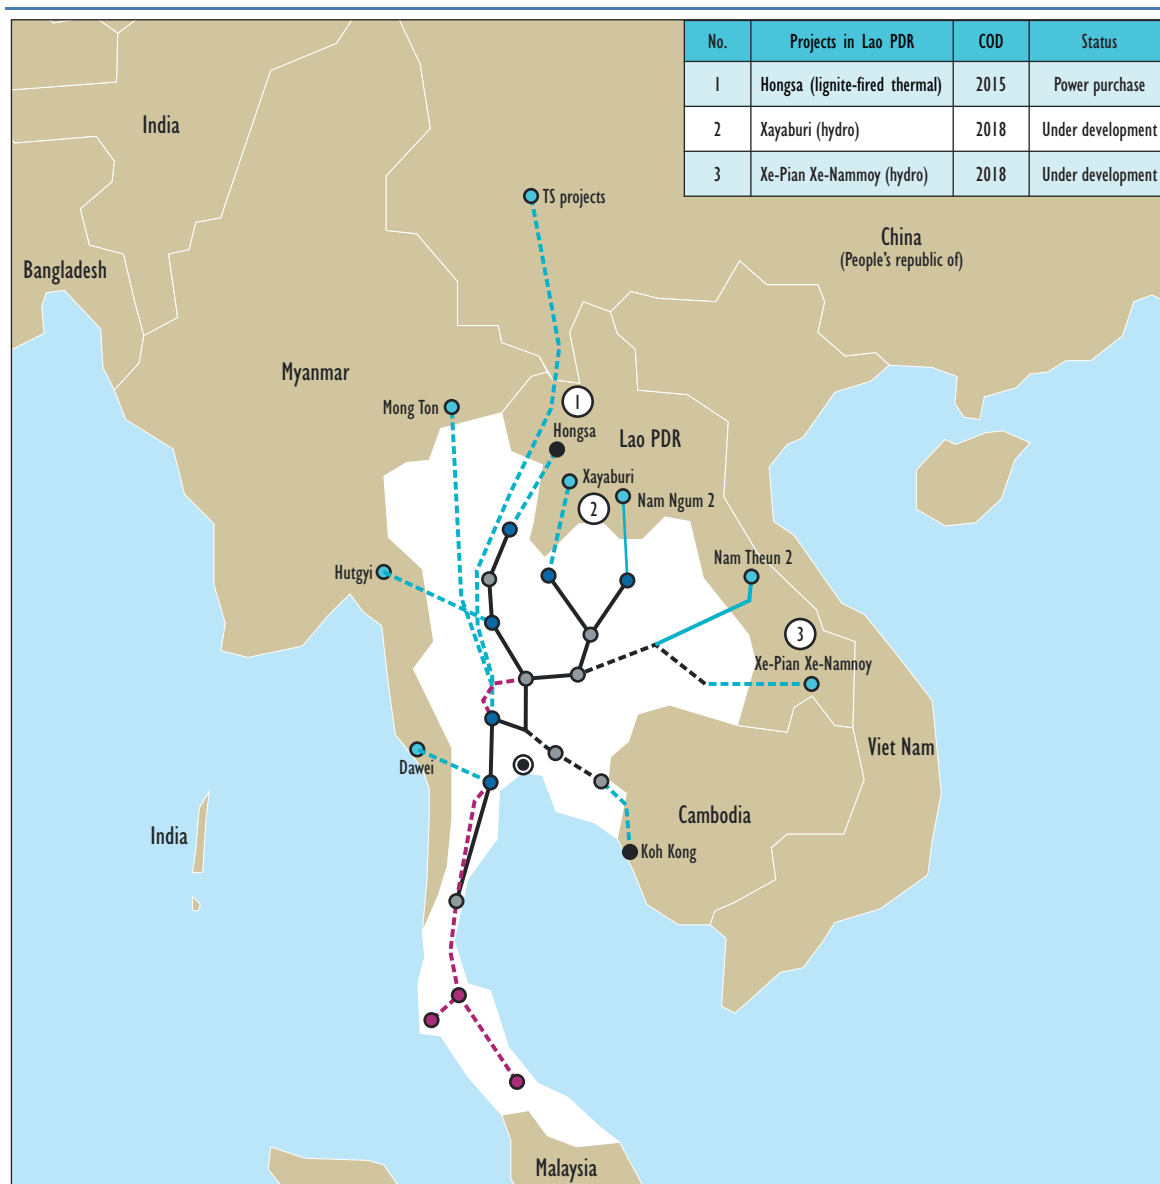 No. Projects in Lao PDR COD Status
1 Hongsa (lignite-fired thermal) 2015 Power purchase
2 Xayaburi (hydro) 2018 Under development
3 Xe-Pian Xe-Nammoy (hydro) 2018 Under development
India
TS projects
China
(People's republic of)
Bangladesh
Myanmar
Mong Ton
1
Hongsa
Lao PDR
Xayaburi
2
Nam Ngum 2
Nam Theun 2
Hutgyi
3
Xe-Pian Xe-Namnoy
Viet Nam
Dawei
Cambodia
India
Koh Kong
Malaysia